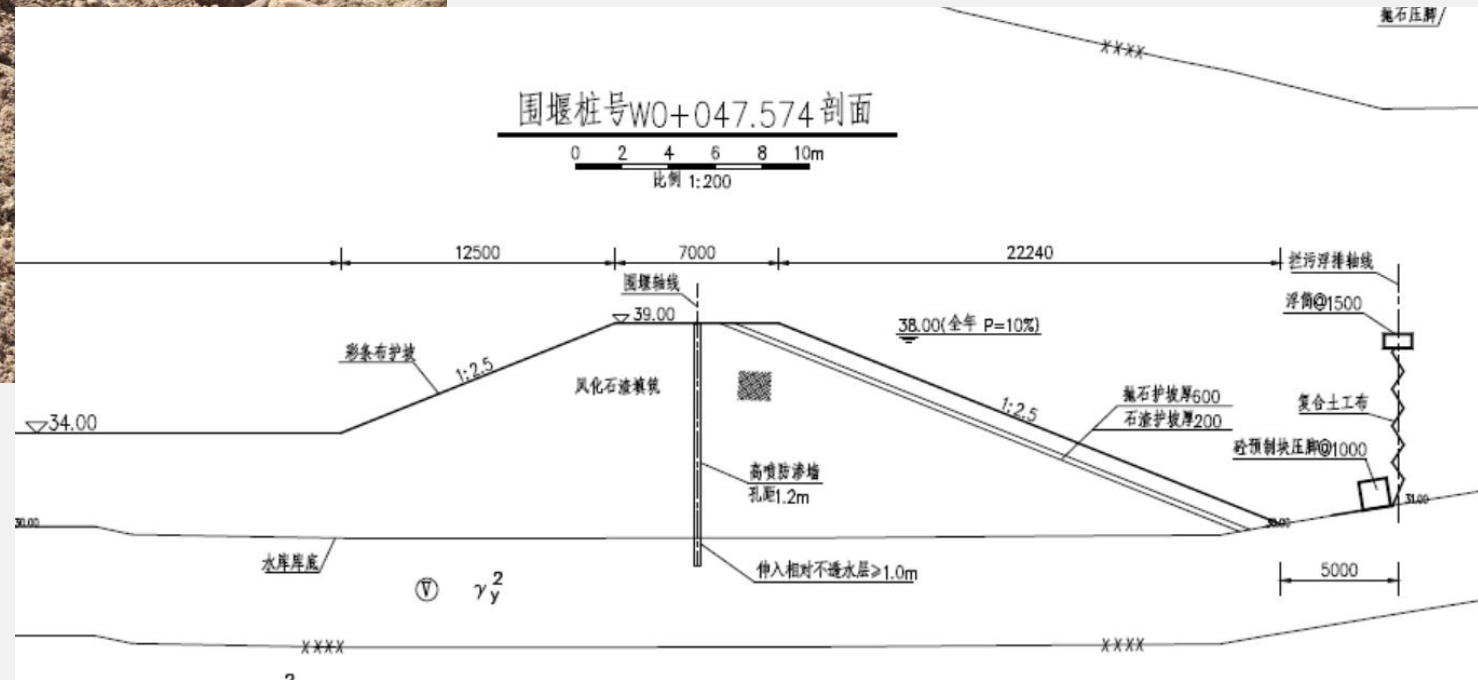 抛石压脚
XXXX
围堰桩号W0+047.574剖面
0 2 4 6 8 10m
比例 1:200
12500
7000
22240
拦污浮排轴线
围堰轴线
浮筒@1500
39.00
38.00(全年 P=10%)
彩条布护坡
1:2.5
风化石渣填筑
1:2.5
抛石护坡厚600
石渣护坡厚200
复合土工布
34.00
砼预制块压脚@1000
高喷防渗墙
孔距1.2m
31.00
30.00
30.00
水库库底
伸入相对不透水层≥1.0m
5000
Ⓥ γy2
XXXX
XXXX
2